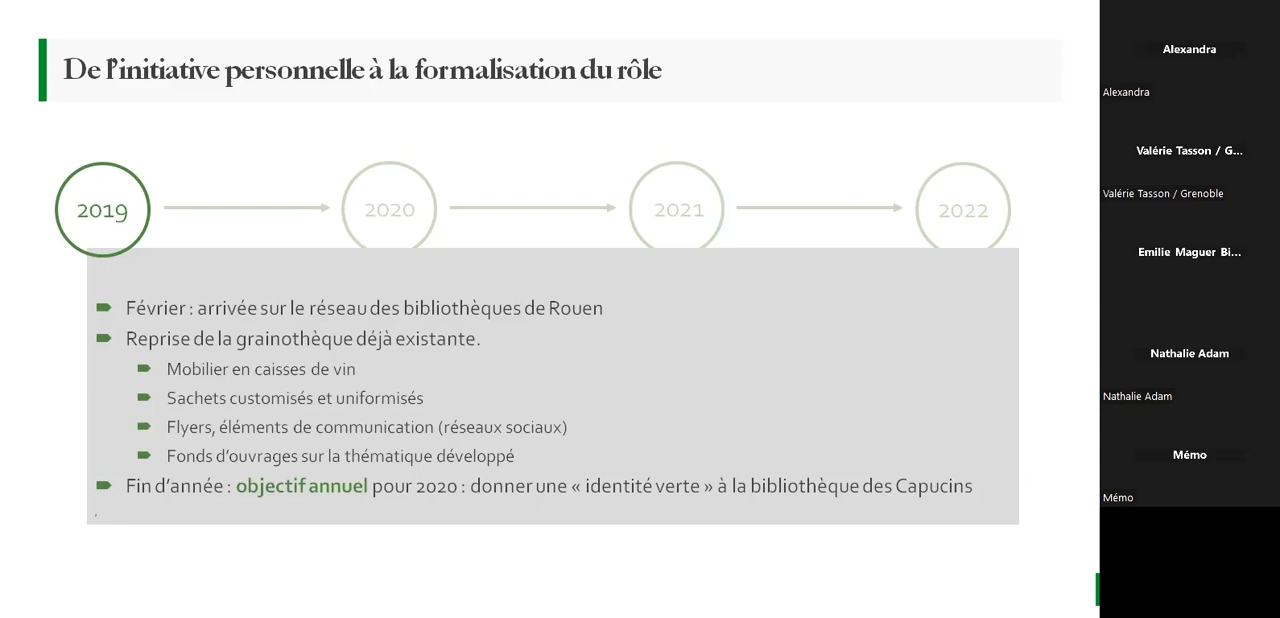 De l'initiative personnelle à la formalisation du rôle
2019
2020
2021
2022
Février : arrivée sur le réseau des bibliothèques de Rouen
Reprise de la grainothèque déjà existante.
Mobilier en caisses de vin
Sachets customisés et uniformisés
Flyers, éléments de communication (réseaux sociaux)
Fonds d'ouvrages sur la thématique développé
Fin d'année : objectif annuel pour 2020 : donner une « identité verte » à la bibliothèque des Capucins
,
Alexandra
Alexandra
Valérie Tasson / G...
Valérie Tasson / Grenoble
Emilie Maguer Bi...
Nathalie Adam
Nathalie Adam
Mémo
Mémo